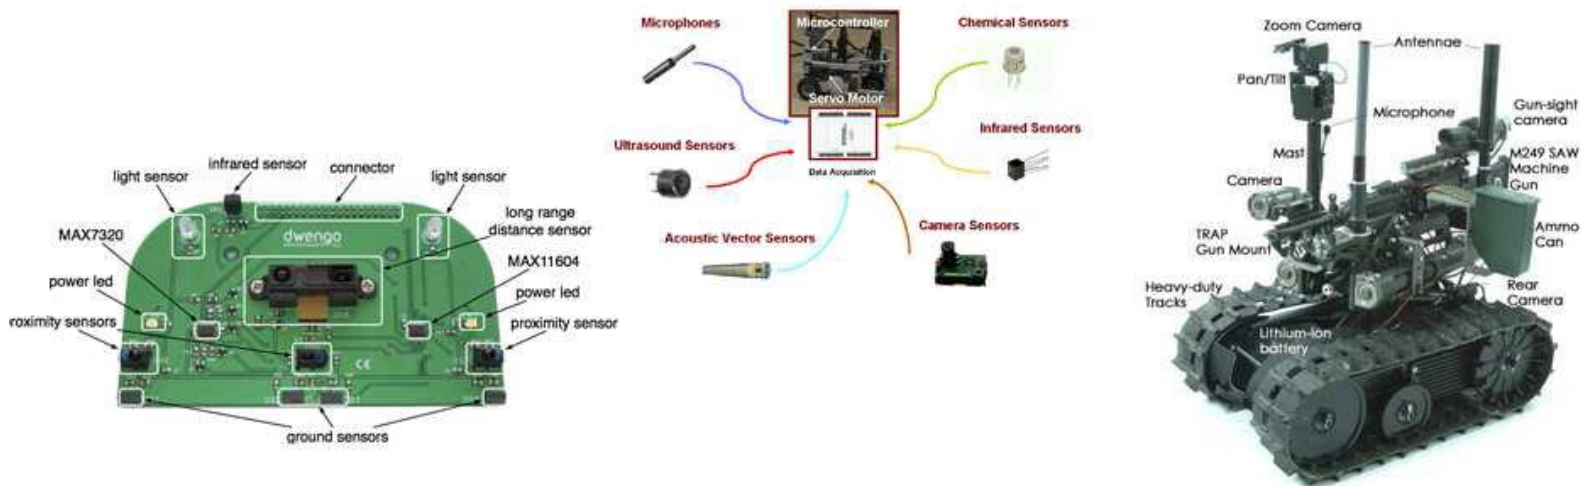 infrared sensor
connector
light sensor
light sensor
long range
distance sensor
MAX7320
dwengo
MAX11604
power led
power led
roximity sensors
proximity sensor
CE
ground sensors
Microphones
Microcontroller
Chemical Sensors
Servo Motor
Ultrasound Sensors
Infrared Sensors
Data Acquisition
Acoustic Vector Sensors
Camera Sensors
Zoom Camera
Antennae
Pan/Tilt
Gun-sight
camera
Microphone
Mast
M249 SAW
Machine
Gun
Camera
TRAP
Gun Mount
Ammo
Can
Heavy-duty
Tracks
Rear
Camera
Lithium-Ion
battery